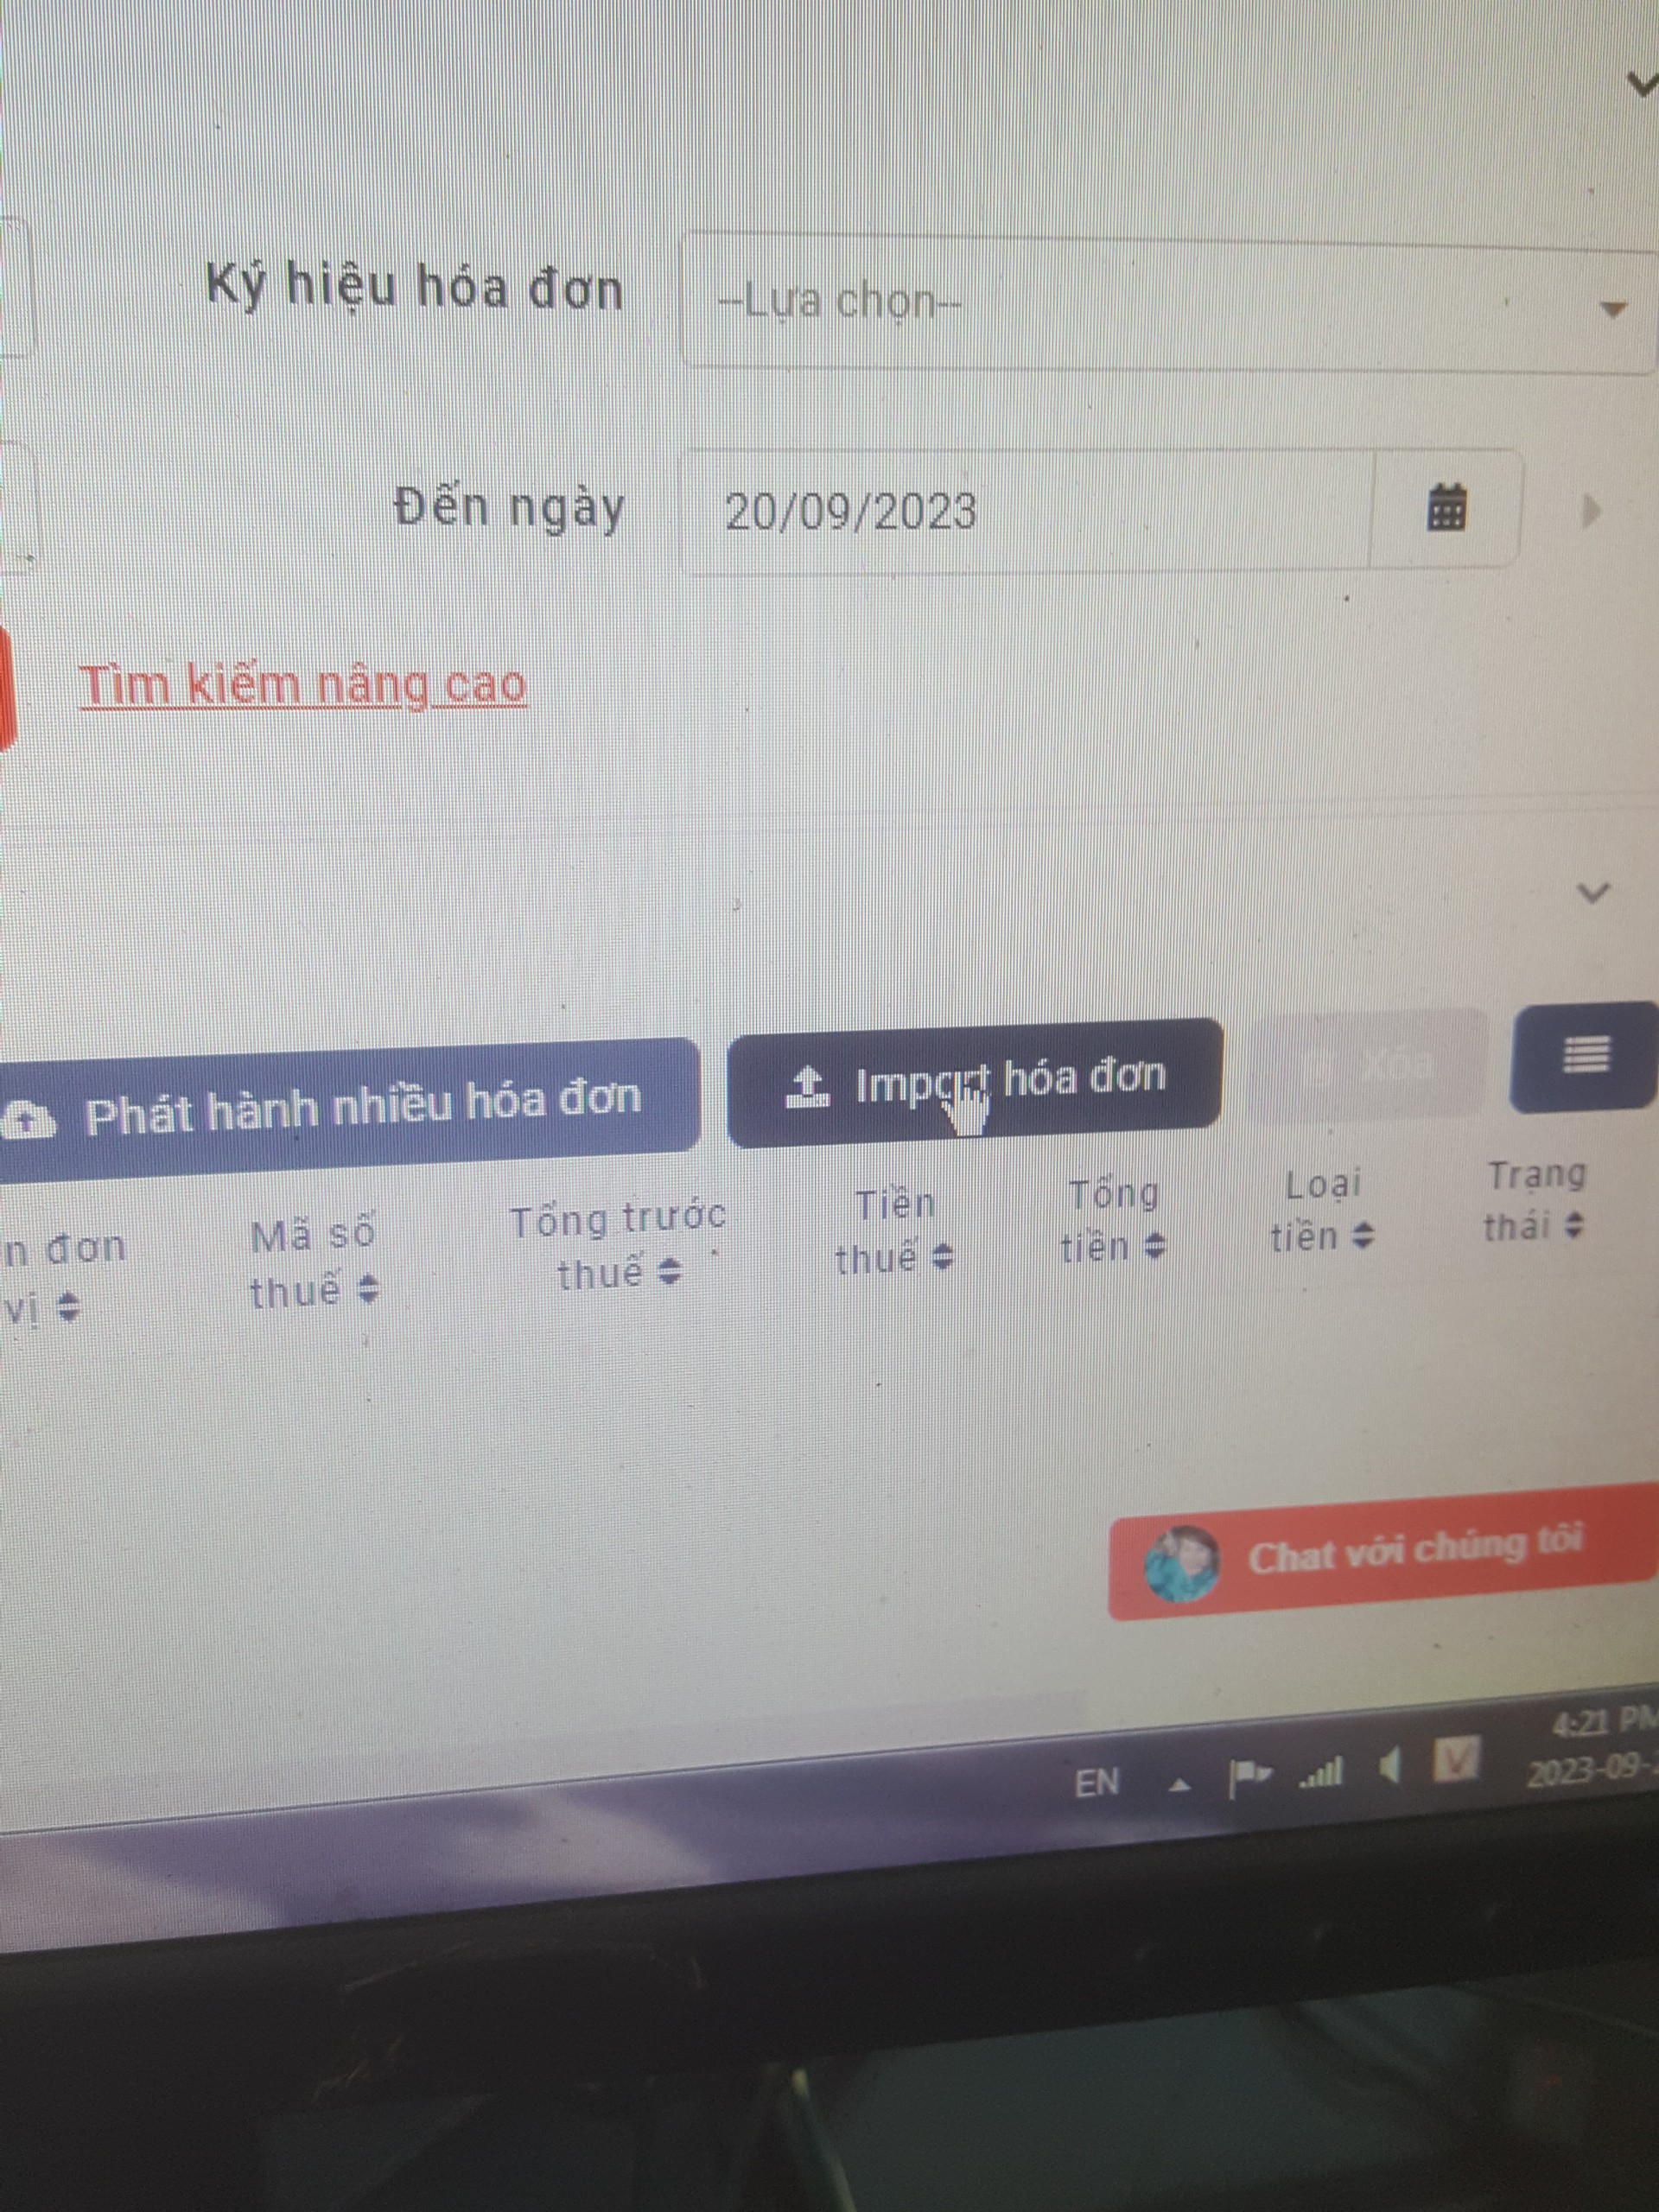 Ký hiệu hóa đơn
--Lựa chọn--
Đến ngày
20/09/2023
Tìm kiếm nâng cao
Phát hành nhiều hóa đơn
Import hóa đơn
Xóa
n đơn
vị
Mã số
thuế
Tổng trước
thuế
Tiền
thuế
Tổng
tiền
Loại
tiền
Trạng
thái
Chat với chúng tôi
EN
V
4:21 PM
2023-09-